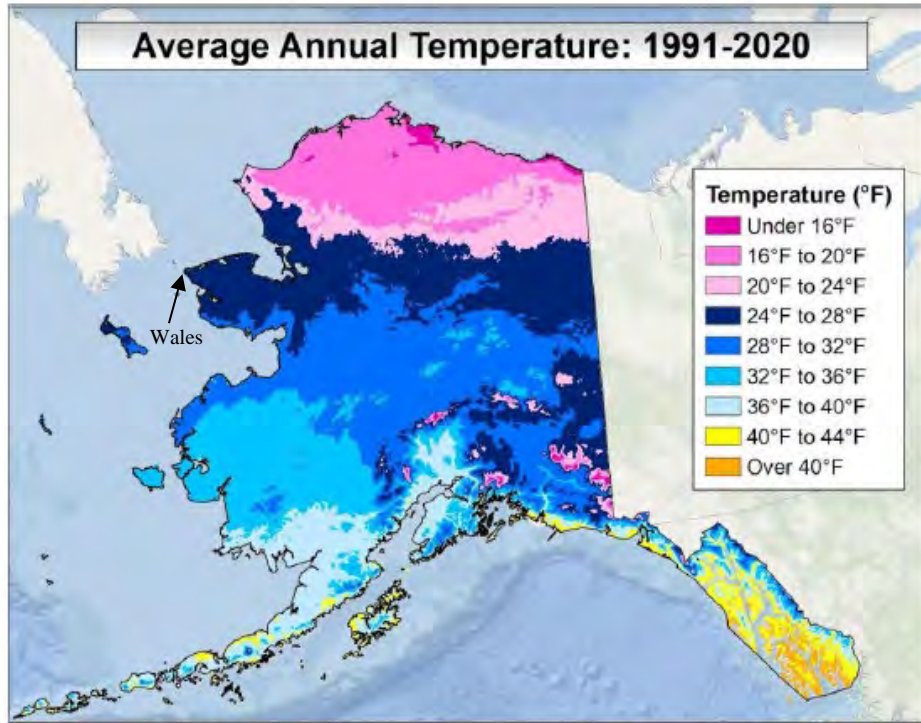 Average Annual Temperature: 1991-2020
Temperature (°F)
Under 16°F
16°F to 20°F
20°F to 24°F
24°F to 28°F
28°F to 32°F
32°F to 36°F
36°F to 40°F
40°F to 44°F
Over 40°F
Wales